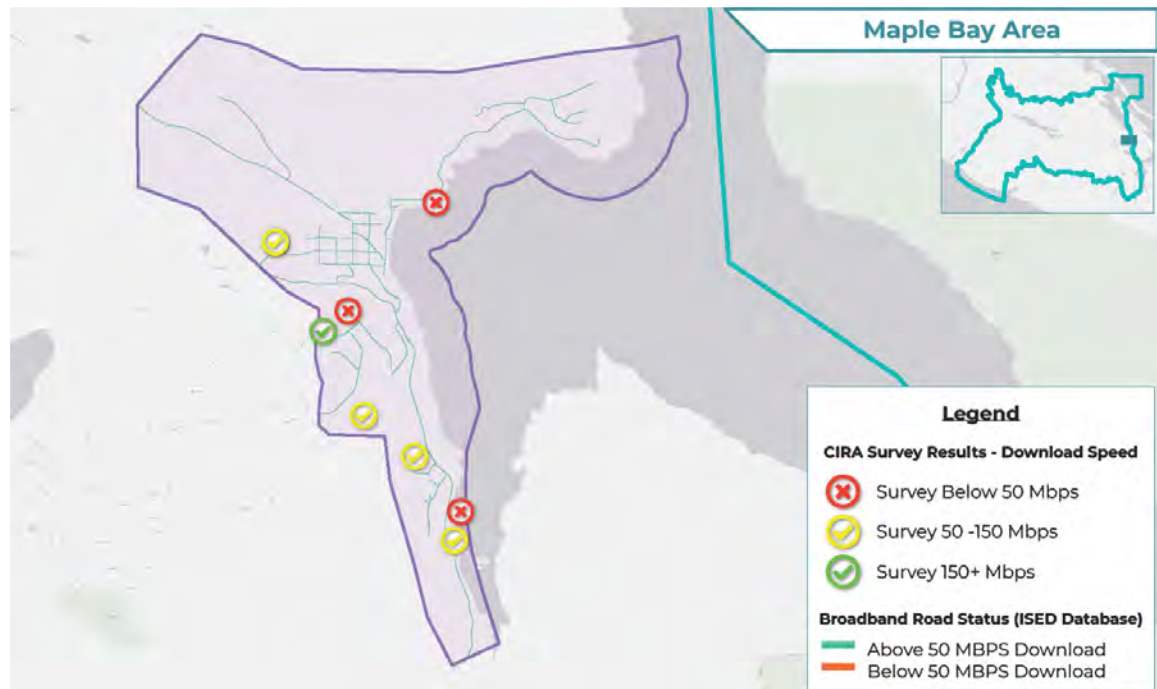 Maple Bay Area
Legend
CIRA Survey Results - Download Speed
Survey Below 50 Mbps
Survey 50 -150 Mbps
Survey 150+ Mbps
Broadband Road Status (ISED Database)
Above 50 MBPS Download
Below 50 MBPS Download